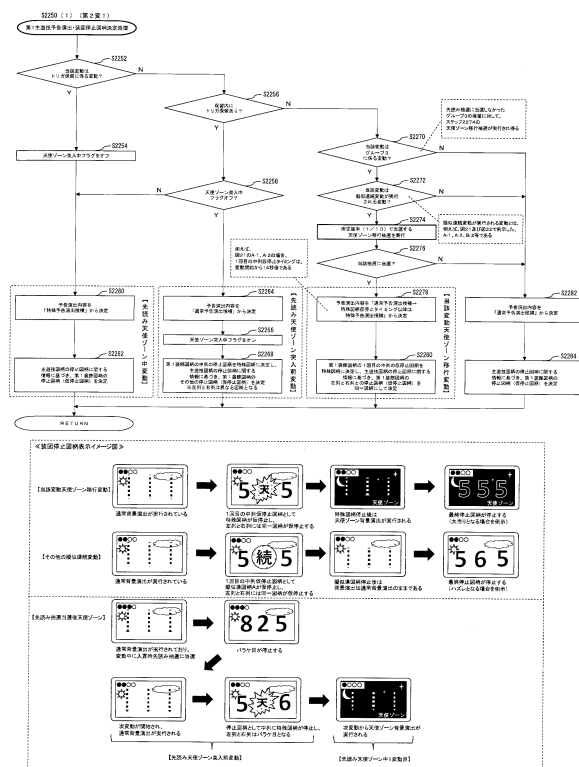 S2250（1）（第2変1）
第1主遊技予告演出・装図停止図柄決定処理
S2252
当該変動は
トリガ保留に係る変動？
N
Y
S2254
天使ゾーン突入中フラグをオフ
S2256
保留内に
トリガ保留あり？
N
Y
S2258
天使ゾーン突入中
フラグオフ？
N
Y
先読み抽選に当選しなかった
グループ3の保留に対して、
ステップ2274の
天使ゾーン移行抽選が実行され得る
S2270
当該変動は
グループ3
に係る変動？
N
Y
S2272
当該変動は
擬似連続変動が実行
される変動？
N
Y
擬似連続変動が実行される変動とは、
例えば、図21及び図22で例示した、
A-1、A-2、B-2等である
S2274
所定確率（1/10）で当選する
天使ゾーン移行抽選を実行
S2276
当該抽選に当選？
N
Y
例えば、
図21のA-1、A-2の場合、
1回目の中列仮停止タイミングは、
変動開始から14秒後である
S2260
予告演出内容を
「特殊予告演出候補」から決定
S2262
主遊技図柄の停止図柄に関する
情報に基づき、第1装飾図柄の
停止図柄（仮停止図柄）を決定
【先読み天使ゾーン中変動】
S2264
予告演出内容を
「通常予告演出候補」から決定
S2266
天使ゾーン突入中フラグをオン
S2268
第1装飾図柄の中列の停止図柄を特殊図柄に決定し、
主遊技図柄の停止図柄に関する
情報に基づき、第1装飾図柄の
その他の停止図柄（仮停止図柄）を決定
※左列と右列は異なる図柄となる
【先読み天使ゾーン突入前変動】
S2278
予告演出内容を「通常予告演出候補→
特殊図柄仮停止タイミング以降は
特殊予告演出候補」から決定
S2280
第1装飾図柄の1回目の中列の仮停止図柄を
特殊図柄に決定し、主遊技図柄の停止図柄に関する
情報に基づき、第1装飾図柄の
左列と右列との停止図柄（仮停止図柄）を
同一図柄にして決定
【当該変動天使ゾーン移行変動】
S2282
予告演出内容を
「通常予告演出候補」から決定
S2284
主遊技図柄の停止図柄に関する
情報に基づき、第1装飾図柄の
停止図柄（仮停止図柄）を決定
RETURN
≪装図停止図柄表示イメージ図≫
【当該変動天使ゾーン移行変動】
5 天 5
天使ゾーン
555
天使ゾーン
通常背景演出が実行されている
1回目の中列仮停止図柄として
特殊図柄が仮停止し、
左列と右列には同一図柄が仮停止する
特殊図柄停止後は
天使ゾーン背景演出が実行される
最終停止図柄が停止する
（大当りとなる場合を例示）
【その他の擬似連続変動】
5 続 5
5 6 5
通常背景演出が実行されている
1回目の中列仮停止図柄として
擬似連図柄Aが仮停止し、
左列と右列には同一図柄が仮停止する
擬似連図柄停止後は
背景演出は通常背景演出のままである
最終停止図柄が停止する
（ハズレとなる場合を例示）
【先読み抽選当選後天使ゾーン】
8 2 5
通常背景演出が実行されており、
変動中に入賞時先読み抽選に当選
バラケ目が停止する
5 天 6
天使ゾーン
次変動が開始され、
通常背景演出が実行される
停止図柄として中列に特殊図柄が停止し、
左列と右列はバラケ目となる
次変動から天使ゾーン背景演出が
実行される
【先読み天使ゾーン突入前変動】
【先読み天使ゾーン中1変動目】